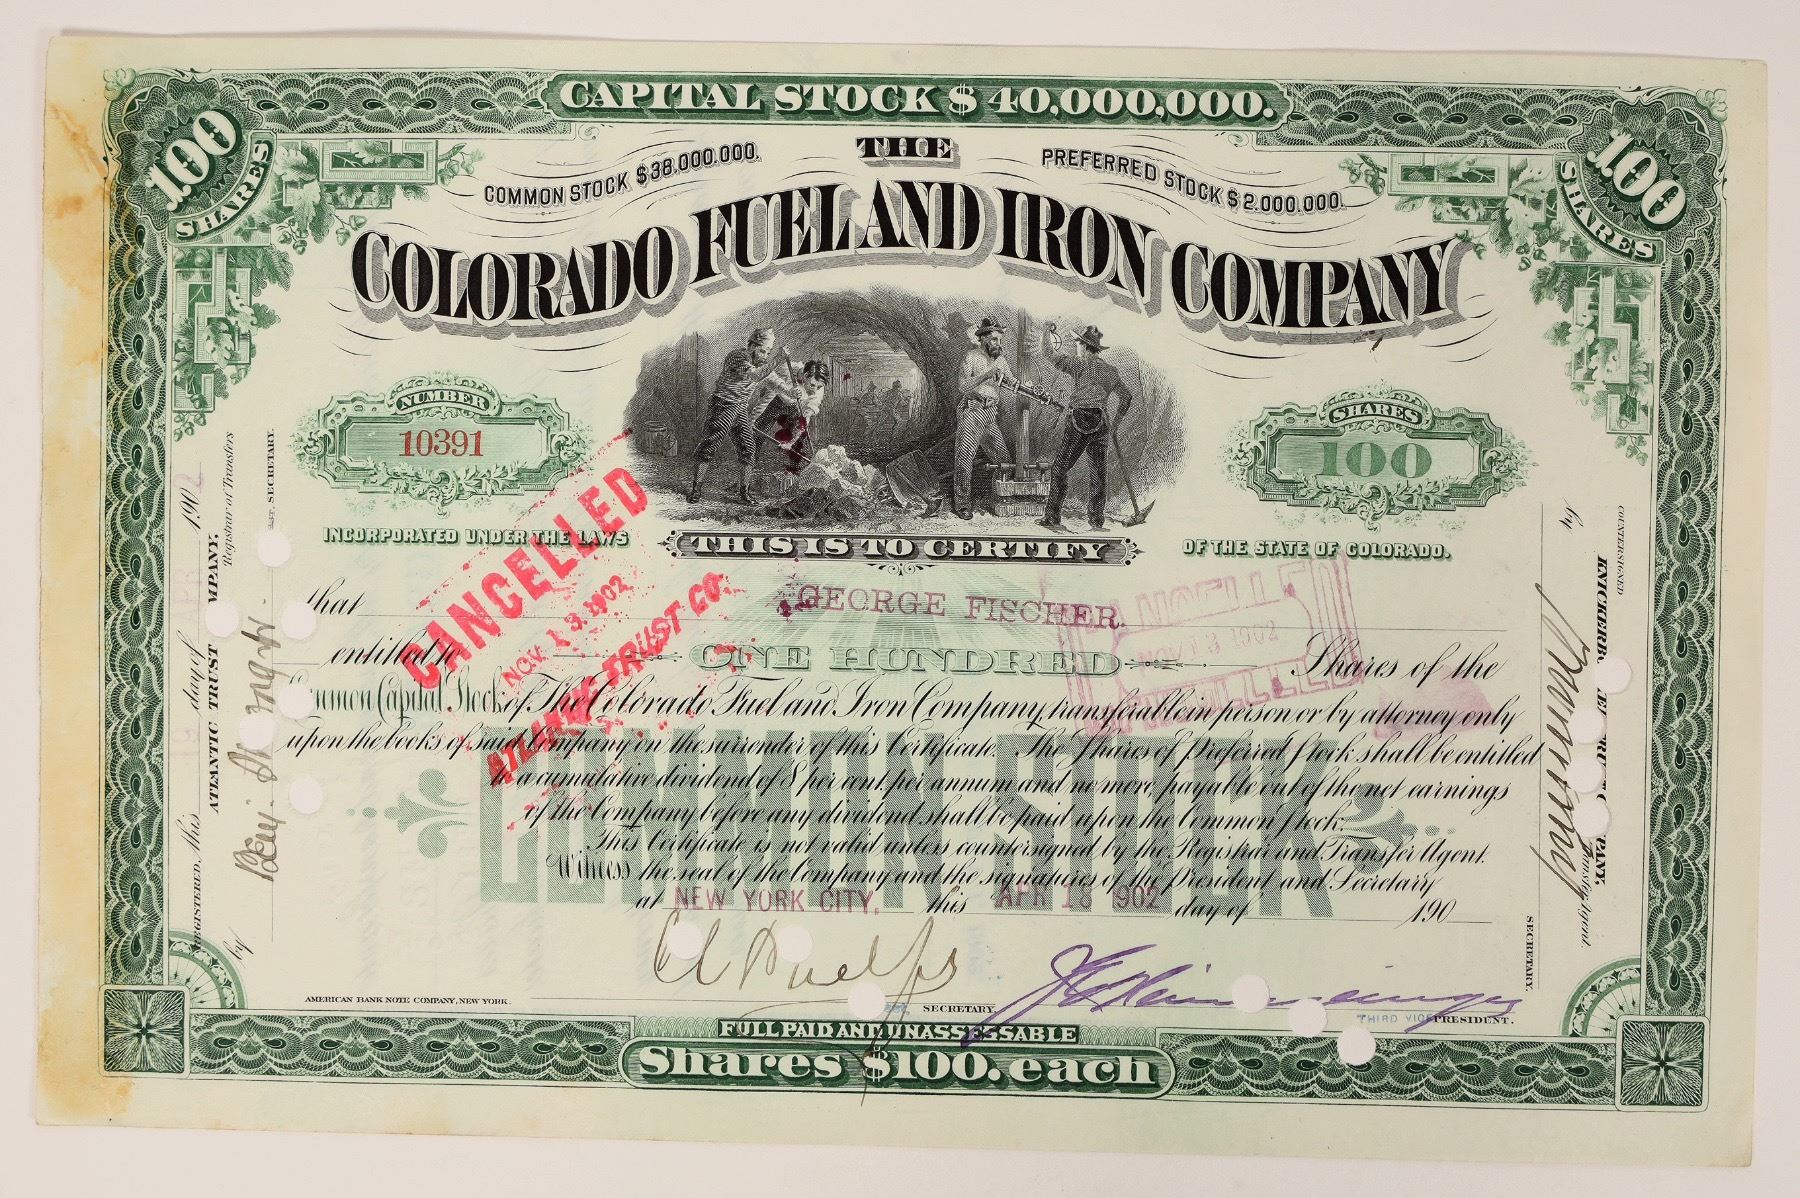 CAPITAL STOCK $ 40,000,000.
100 SHARES
100 SHARES
COMMON STOCK $38.000.000.
THE
PREFERRED STOCK $2.000.000.
COLORADO FUEL AND IRON COMPANY
NUMBER
10391
SHARES
100
INCORPORATED UNDER THE LAWS
THIS IS TO CERTIFY
OF THE STATE OF COLORADO.
that GEORGE FISCHER.
entitled to ONE HUNDRED Shares of the
Common Capital Stock of The Colorado Fuel and Iron Company, transferable in person or by attorney only
upon the books of said Company on the surrender of this Certificate. The Shares of Preferred Stock shall be entitled
to a cumulative dividend of 8 per cent. per annum and no more, payable out of the net earnings
of the Company before any dividend shall be paid upon the Common Stock.
This Certificate is not valid unless countersigned by the Registrar and Transfer Agent.
Witness the seal of the Company and the signatures of the President and Secretary
at NEW YORK CITY. this APR 18 1902 day of 190
COMMON STOCK
CANCELLED
NOV. 13. 1902
ATLANTIC TRUST CO.
CANCELLED
NOV 13 1902
CANCELLED
AMERICAN BANK NOTE COMPANY, NEW YORK.
SECRETARY
THIRD VICE PRESIDENT.
FULL PAID AND UNASSESSABLE
Shares $100. each
REGISTERED, this day of APR 1902
ATLANTIC TRUST COMPANY,
Registrar of Transfers
by
SECRETARY.
COUNTERSIGNED
KNICKERBOCKER TRUST COMPANY,
Transfer Agent.
by
SECRETARY.